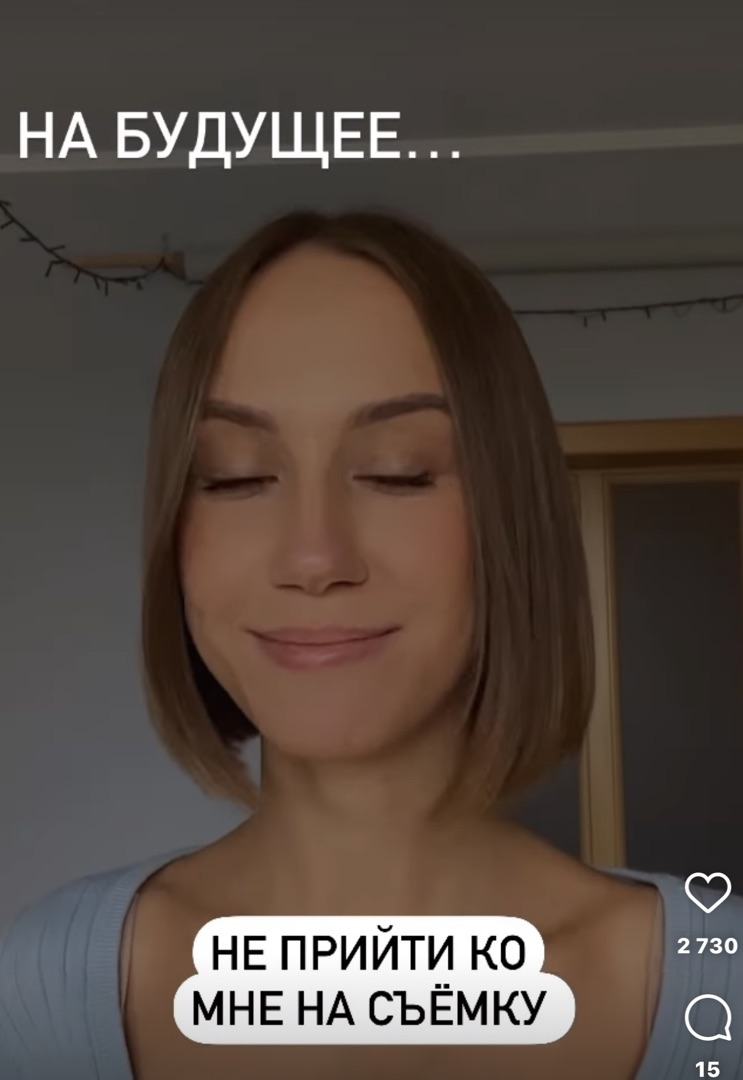 НА БУДУЩЕЕ...
НЕ ПРИЙТИ КО
МНЕ НА СЪЁМКУ
2 730
15